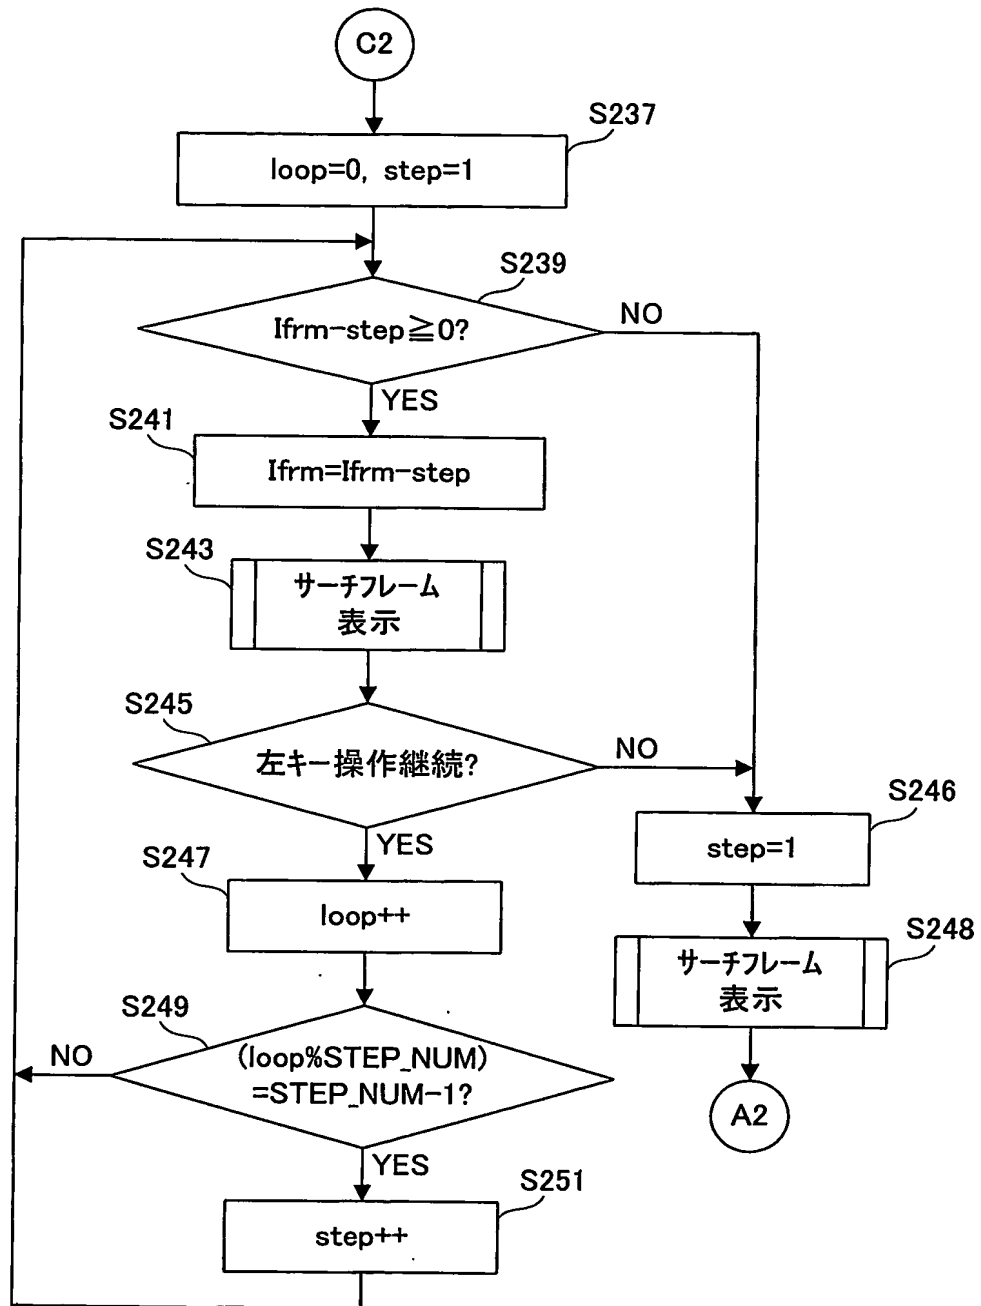 C2
S237
loop=0, step=1
S239
Ifrm-step≧0?
NO
YES
S241
Ifrm=Ifrm-step
S243
サーチフレーム
表示
S245
左キー操作継続?
NO
YES
S246
step=1
S247
loop++
S248
サーチフレーム
表示
S249
(loop%STEP_NUM)
=STEP_NUM-1?
NO
YES
A2
S251
step++